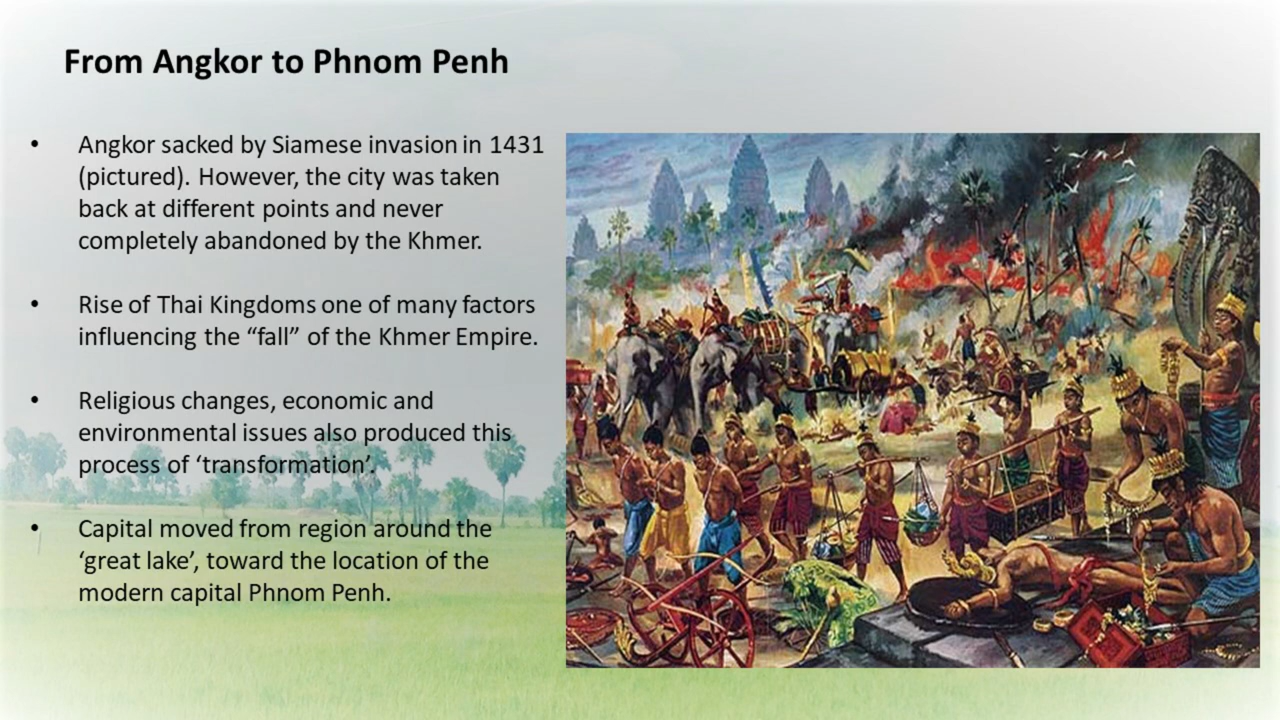 From Angkor to Phnom Penh
• Angkor sacked by Siamese invasion in 1431
(pictured). However, the city was taken
back at different points and never
completely abandoned by the Khmer.
• Rise of Thai Kingdoms one of many factors
influencing the “fall” of the Khmer Empire.
• Religious changes, economic and
environmental issues also produced this
process of ‘transformation’.
• Capital moved from region around the
‘great lake’, toward the location of the
modern capital Phnom Penh.